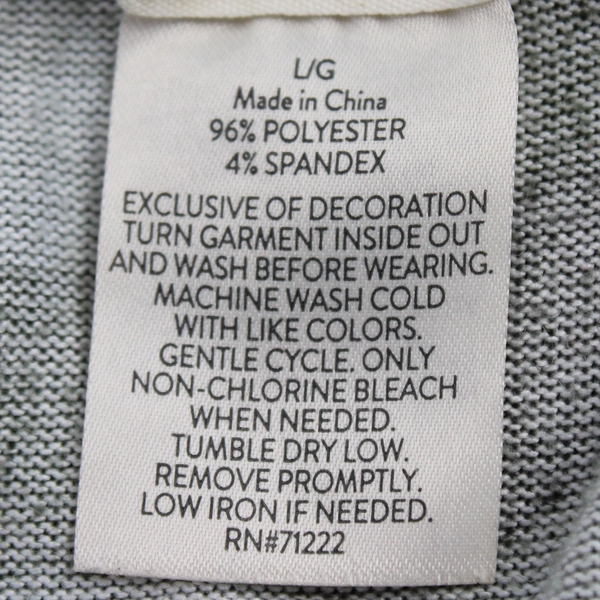 L/G
Made in China
96% POLYESTER
4% SPANDEX
EXCLUSIVE OF DECORATION
TURN GARMENT INSIDE OUT
AND WASH BEFORE WEARING.
MACHINE WASH COLD
WITH LIKE COLORS.
GENTLE CYCLE. ONLY
NON-CHLORINE BLEACH
WHEN NEEDED.
TUMBLE DRY LOW.
REMOVE PROMPTLY.
LOW IRON IF NEEDED.
RN#71222